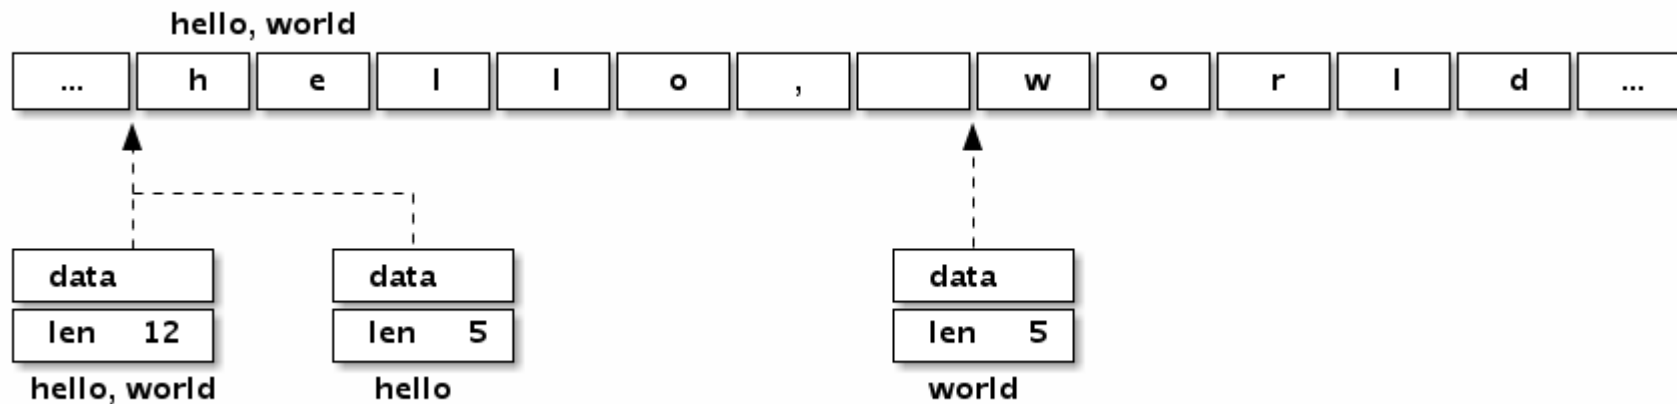 hello, world
... h e l l o , w o r l d ...
data data data
len 12 len 5 len 5
hello, world hello world